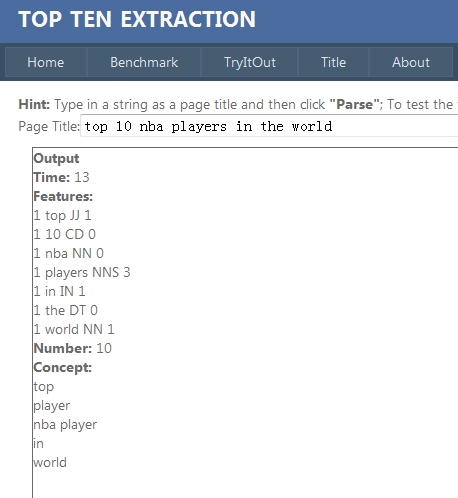 TOP TEN EXTRACTION
Home Benchmark TryItOut Title About
Hint: Type in a string as a page title and then click "Parse"; To test the
Page Title: top 10 nba players in the world
Output
Time: 13
Features:
1 top JJ 1
1 10 CD 0
1 nba NN 0
1 players NNS 3
1 in IN 1
1 the DT 0
1 world NN 1
Number: 10
Concept:
top
player
nba player
in
world